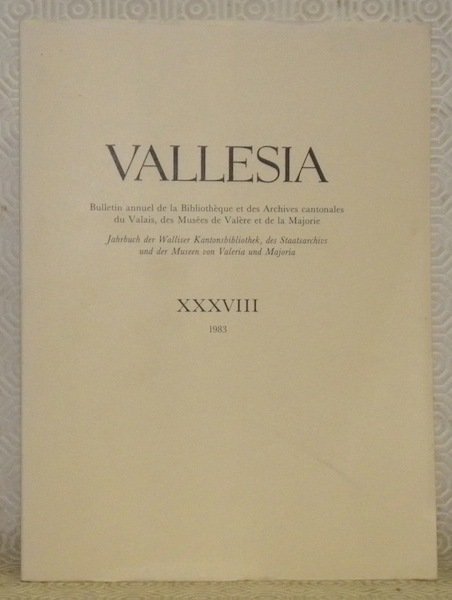 VALLESIA
Bulletin annuel de la Bibliothèque et des Archives cantonales
du Valais, des Musées de Valère et de la Majorie
Jahrbuch der Walliser Kantonsbibliothek, des Staatsarchivs
und der Museen von Valeria und Majoria
XXXVIII
1983